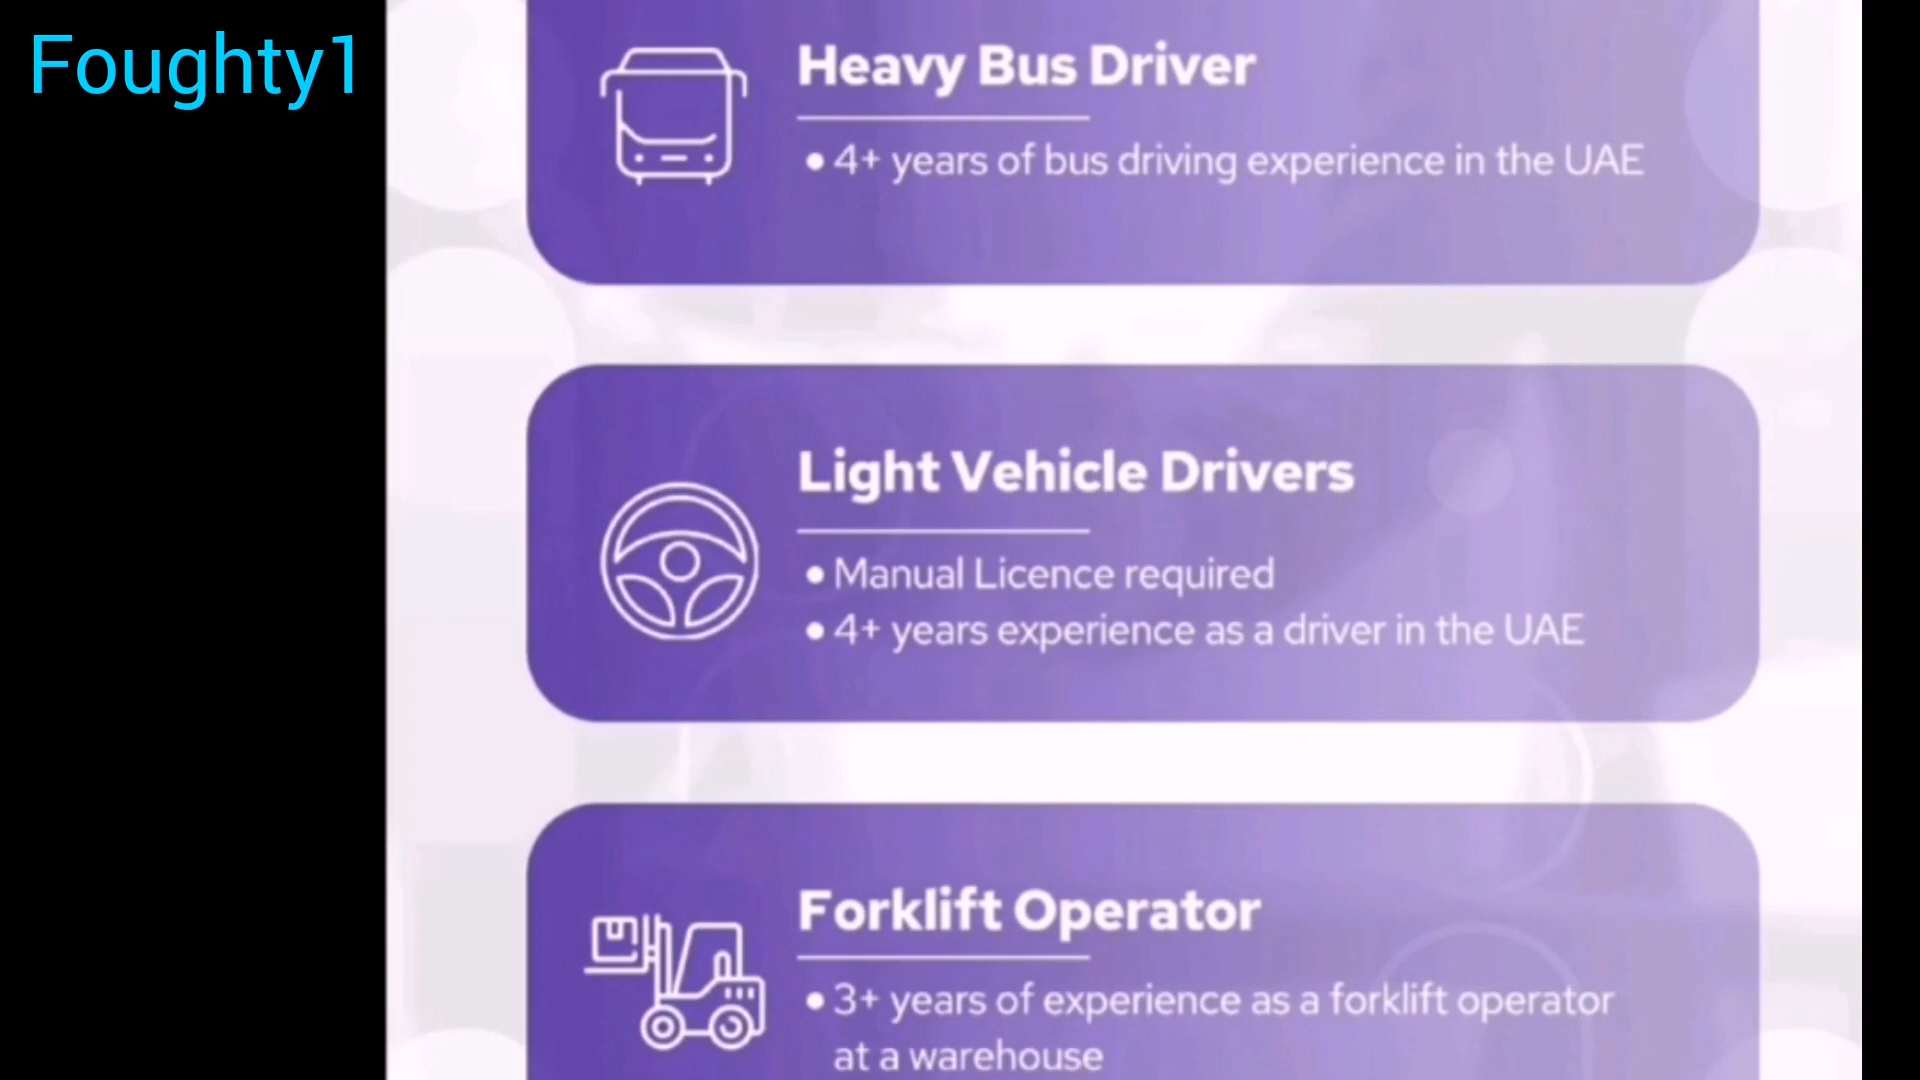 Foughty1
Heavy Bus Driver
• 4+ years of bus driving experience in the UAE
Light Vehicle Drivers
• Manual Licence required
• 4+ years experience as a driver in the UAE
Forklift Operator
• 3+ years of experience as a forklift operator
at a warehouse